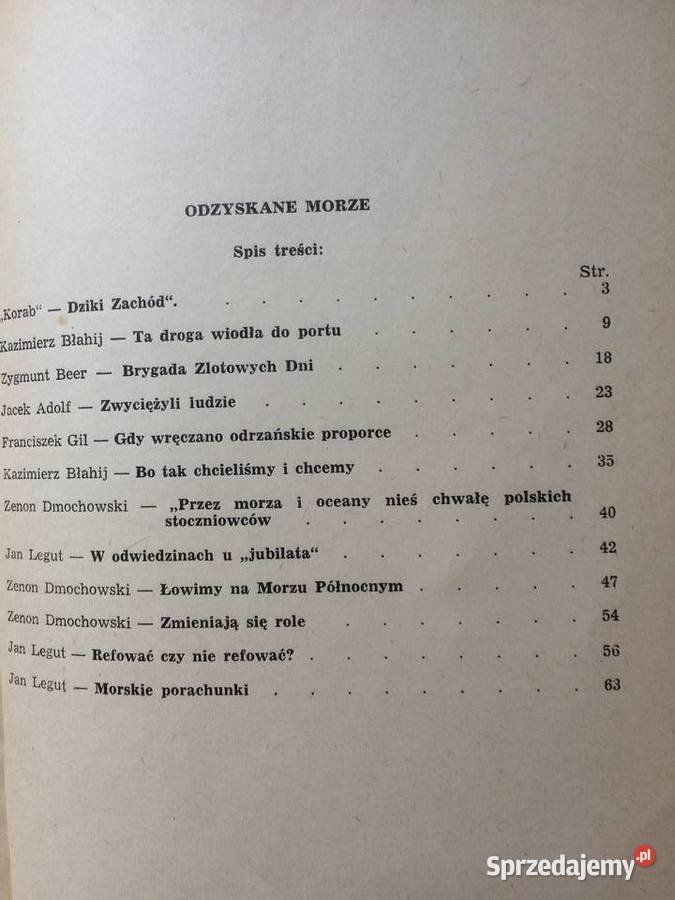 ODZYSKANE MORZE
Spis treści:
Str.
„Korab" — Dziki Zachód". . . . . . . . . . 3
Kazimierz Błahij — Ta droga wiodła do portu . . . . . . 9
Zygmunt Beer — Brygada Zlotowych Dni . . . . . . . 18
Jacek Adolf — Zwyciężyli ludzie . . . . . . . . . 23
Franciszek Gil — Gdy wręczano odrzańskie proporce . . . . . 28
Kazimierz Błahij — Bo tak chcieliśmy i chcemy . . . . . . 35
Zenon Dmochowski — „Przez morza i oceany nieś chwałę polskich
stoczniowców . . . . . . . . 40
Jan Legut — W odwiedzinach u „jubilata" . . . . . . . 42
Zenon Dmochowski — Łowimy na Morzu Północnym . . . . . 47
Zenon Dmochowski — Zmieniają się role . . . . . . . 54
Jan Legut — Refować czy nie refować? . . . . . . . . 56
Jan Legut — Morskie porachunki . . . . . . . . . 63
Sprzedajemy.pl